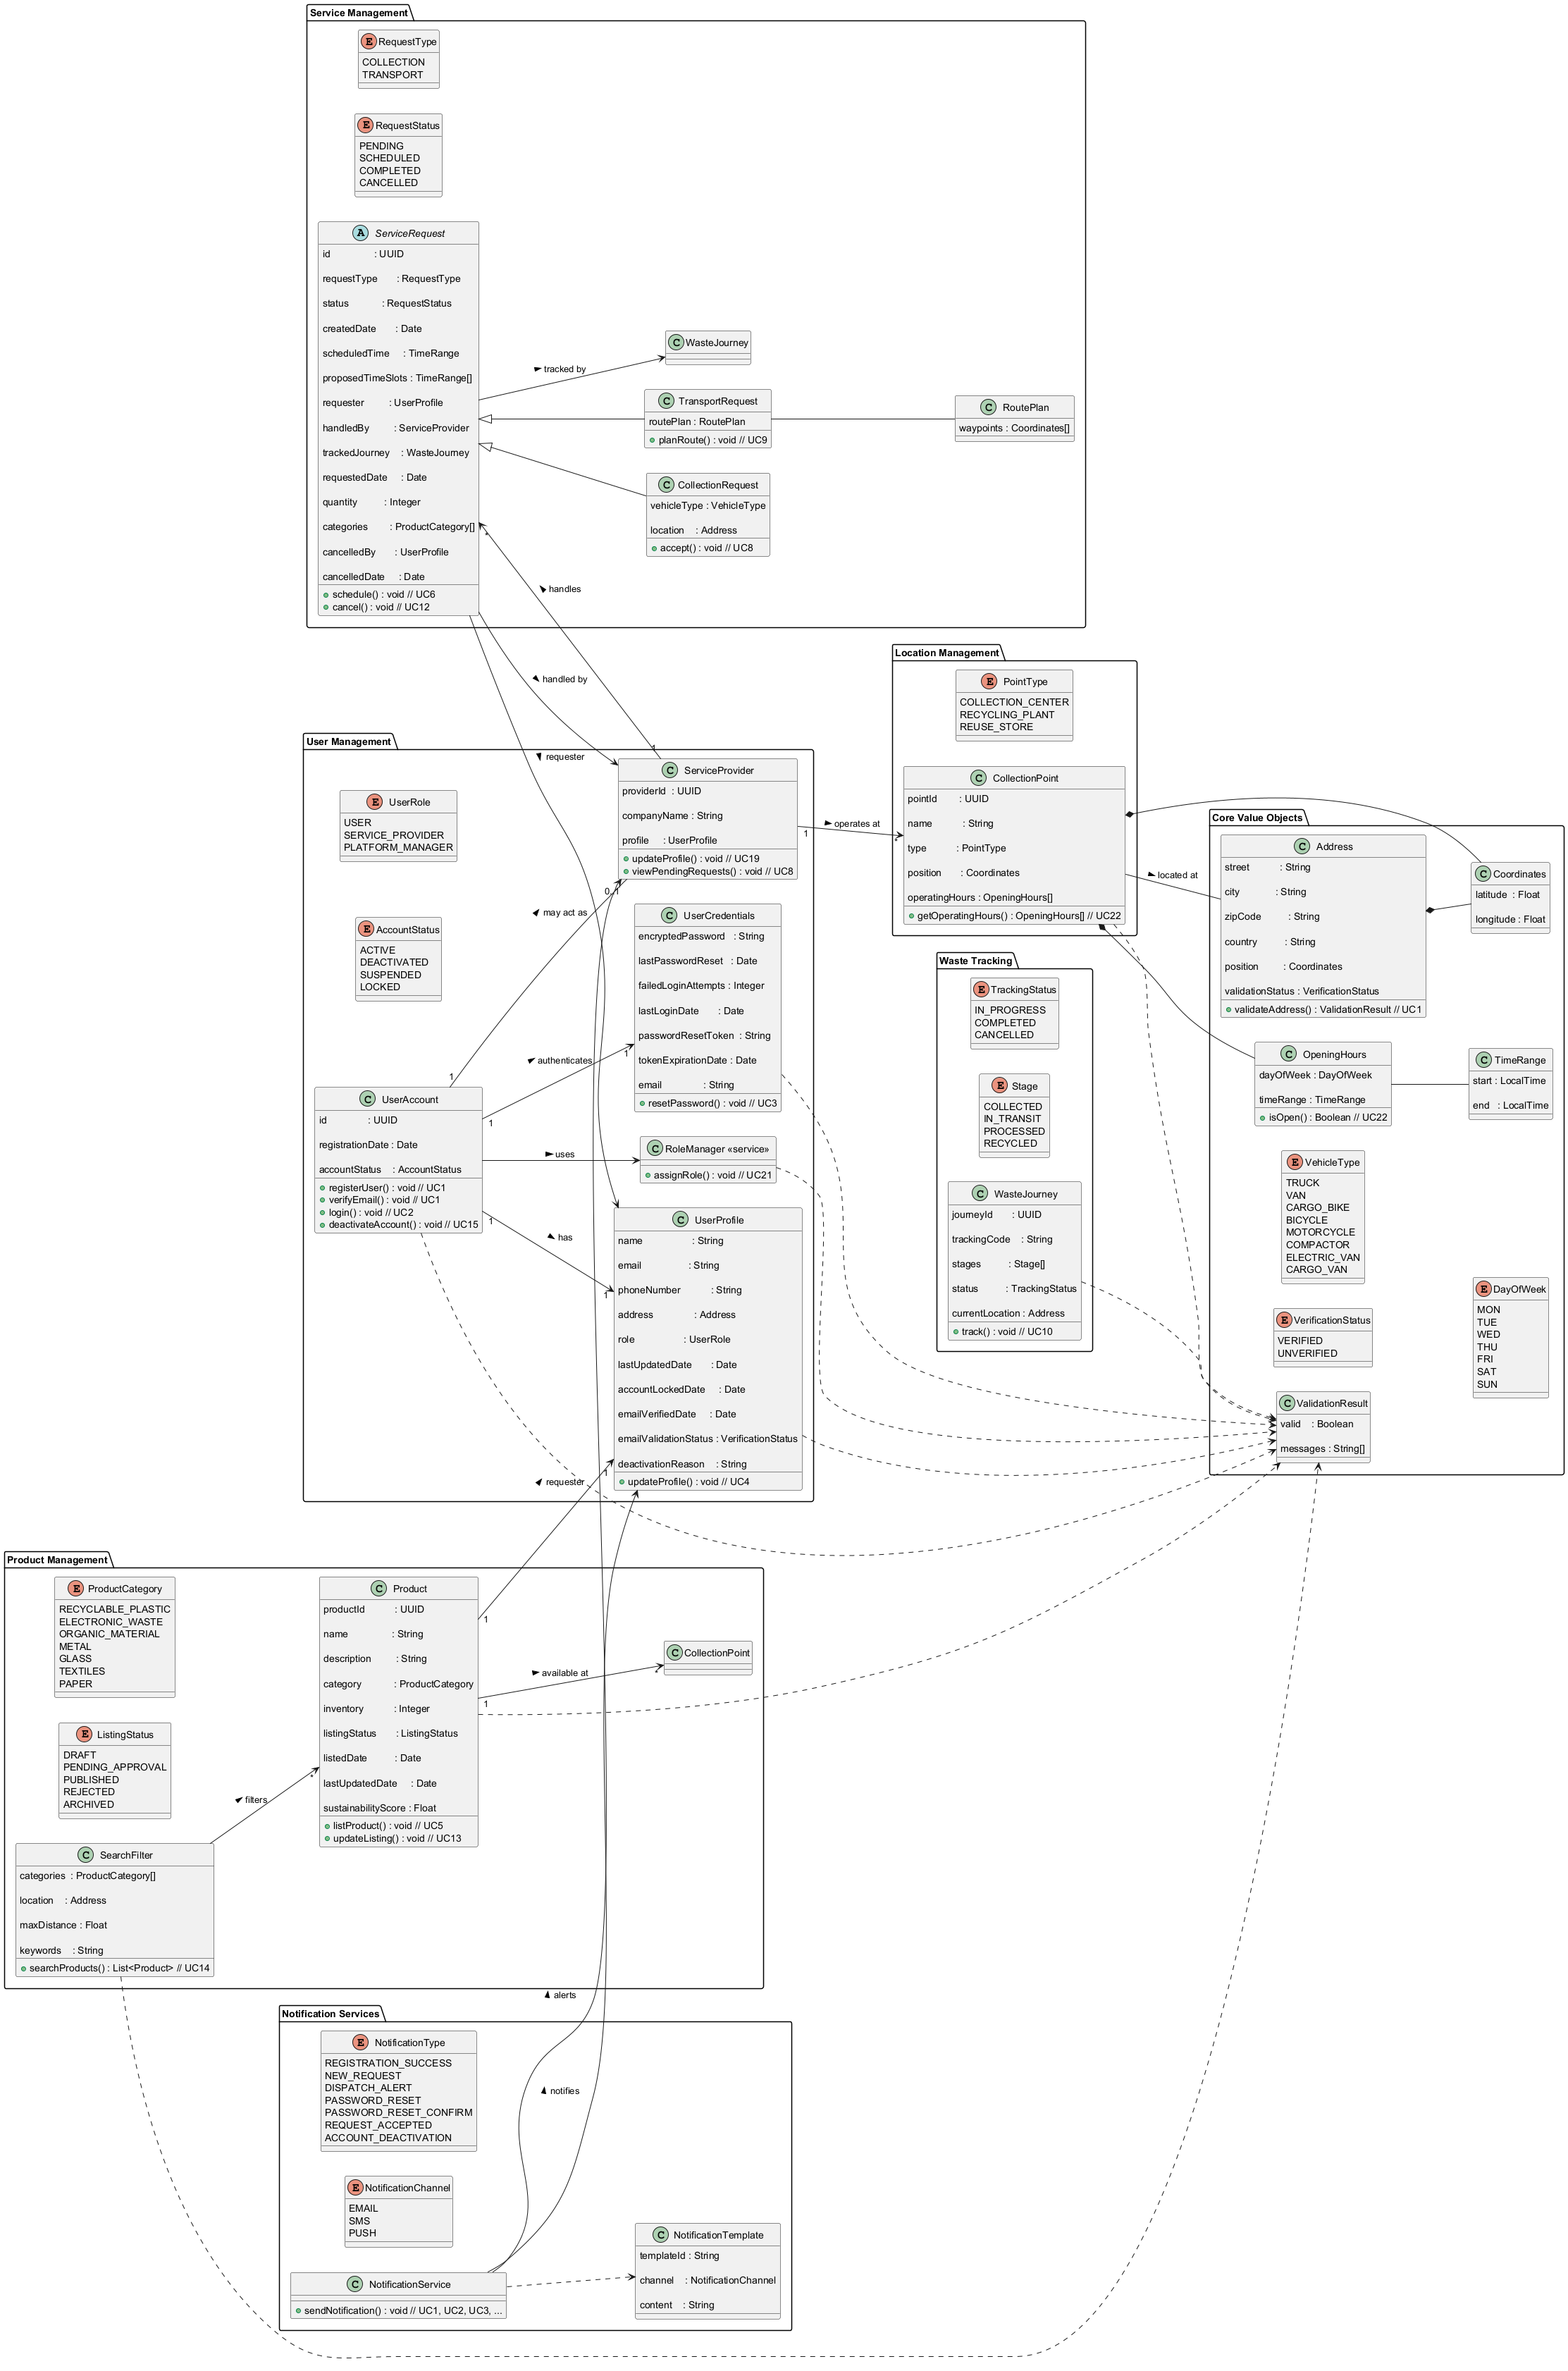 Service Management
E RequestType
COLLECTION
TRANSPORT
E RequestStatus
PENDING
SCHEDULED
COMPLETED
CANCELLED
A ServiceRequest
id : UUID
requestType : RequestType
status : RequestStatus
createdDate : Date
scheduledTime : TimeRange
proposedTimeSlots : TimeRange[]
requester : UserProfile
handledBy : ServiceProvider
trackedJourney : WasteJourney
requestedDate : Date
quantity : Integer
categories : ProductCategory[]
cancelledBy : UserProfile
cancelledDate : Date
schedule() : void // UC6
cancel() : void // UC12
tracked by
C WasteJourney
C TransportRequest
routePlan : RoutePlan
planRoute() : void // UC9
C RoutePlan
waypoints : Coordinates[]
C CollectionRequest
vehicleType : VehicleType
location : Address
accept() : void // UC8
*
handles
handled by
requester
1
User Management
E UserRole
USER
SERVICE_PROVIDER
PLATFORM_MANAGER
E AccountStatus
ACTIVE
DEACTIVATED
SUSPENDED
LOCKED
C ServiceProvider
providerId : UUID
companyName : String
profile : UserProfile
updateProfile() : void // UC19
viewPendingRequests() : void // UC8
0..1
may act as
1
operates at
1
*
C UserCredentials
encryptedPassword : String
lastPasswordReset : Date
failedLoginAttempts : Integer
lastLoginDate : Date
passwordResetToken : String
tokenExpirationDate : Date
email : String
resetPassword() : void // UC3
authenticates
1
1
C UserAccount
id : UUID
registrationDate : Date
accountStatus : AccountStatus
registerUser() : void // UC1
verifyEmail() : void // UC1
login() : void // UC2
deactivateAccount() : void // UC15
uses
C RoleManager «service»
assignRole() : void // UC21
1
has
1
C UserProfile
name : String
email : String
phoneNumber : String
address : Address
role : UserRole
lastUpdatedDate : Date
accountLockedDate : Date
emailVerifiedDate : Date
emailValidationStatus : VerificationStatus
deactivationReason : String
updateProfile() : void // UC4
1
requester
Location Management
E PointType
COLLECTION_CENTER
RECYCLING_PLANT
REUSE_STORE
C CollectionPoint
pointId : UUID
name : String
type : PointType
position : Coordinates
operatingHours : OpeningHours[]
getOperatingHours() : OpeningHours[] // UC22
located at
Waste Tracking
E TrackingStatus
IN_PROGRESS
COMPLETED
CANCELLED
E Stage
COLLECTED
IN_TRANSIT
PROCESSED
RECYCLED
C WasteJourney
journeyId : UUID
trackingCode : String
stages : Stage[]
status : TrackingStatus
currentLocation : Address
track() : void // UC10
Core Value Objects
C Address
street : String
city : String
zipCode : String
country : String
position : Coordinates
validationStatus : VerificationStatus
validateAddress() : ValidationResult // UC1
C Coordinates
latitude : Float
longitude : Float
C OpeningHours
dayOfWeek : DayOfWeek
timeRange : TimeRange
isOpen() : Boolean // UC22
C TimeRange
start : LocalTime
end : LocalTime
E VehicleType
TRUCK
VAN
CARGO_BIKE
BICYCLE
MOTORCYCLE
COMPACTOR
ELECTRIC_VAN
CARGO_VAN
E VerificationStatus
VERIFIED
UNVERIFIED
E DayOfWeek
MON
TUE
WED
THU
FRI
SAT
SUN
C ValidationResult
valid : Boolean
messages : String[]
Product Management
E ProductCategory
RECYCLABLE_PLASTIC
ELECTRONIC_WASTE
ORGANIC_MATERIAL
METAL
GLASS
TEXTILES
PAPER
E ListingStatus
DRAFT
PENDING_APPROVAL
PUBLISHED
REJECTED
ARCHIVED
C SearchFilter
categories : ProductCategory[]
location : Address
maxDistance : Float
keywords : String
searchProducts() : List<Product> // UC14
filters
*
C Product
productId : UUID
name : String
description : String
category : ProductCategory
inventory : Integer
listingStatus : ListingStatus
listedDate : Date
lastUpdatedDate : Date
sustainabilityScore : Float
listProduct() : void // UC5
updateListing() : void // UC13
1
available at
1
*
C CollectionPoint
alerts
Notification Services
E NotificationType
REGISTRATION_SUCCESS
NEW_REQUEST
DISPATCH_ALERT
PASSWORD_RESET
PASSWORD_RESET_CONFIRM
REQUEST_ACCEPTED
ACCOUNT_DEACTIVATION
notifies
E NotificationChannel
EMAIL
SMS
PUSH
C NotificationService
sendNotification() : void // UC1, UC2, UC3, ...
C NotificationTemplate
templateId : String
channel : NotificationChannel
content : String